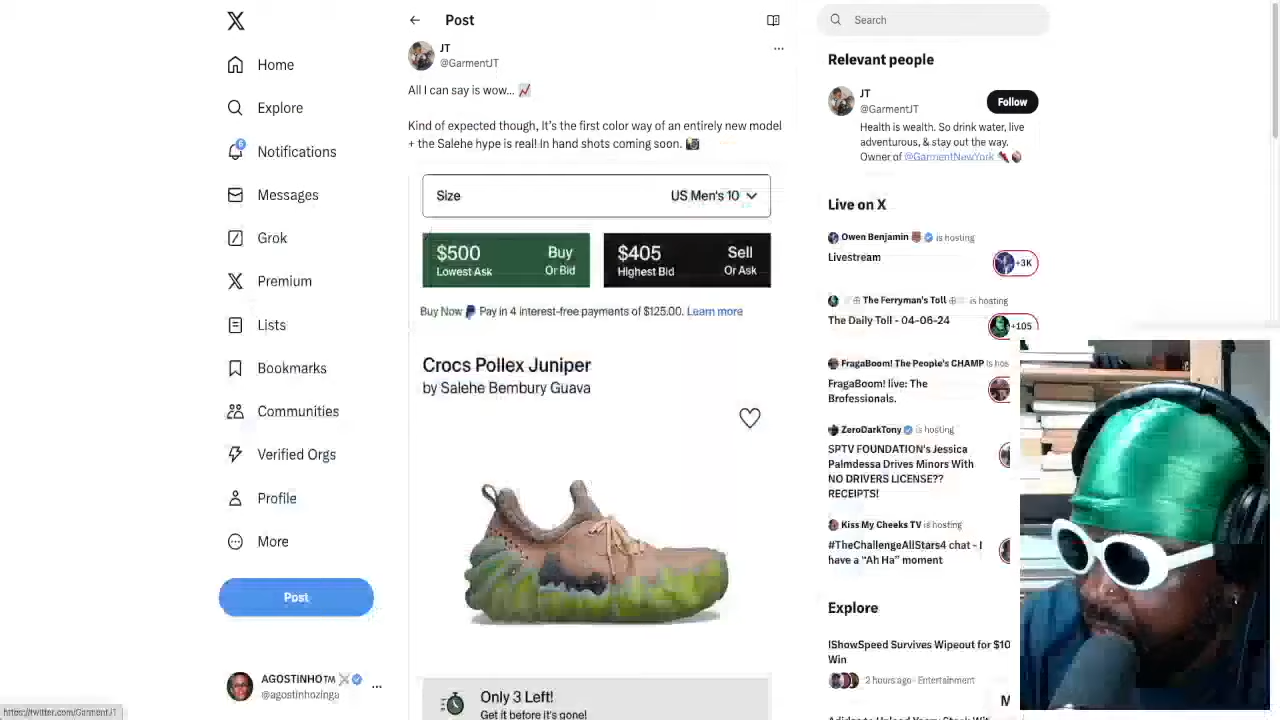 Home
Explore
6
Notifications
Messages
Grok
Premium
Lists
Bookmarks
Communities
Verified Orgs
Profile
More
Post
AGOSTINHO™
@agostinhozinga
https://twitter.com/GarmentJT
Post
JT
@GarmentJT
All I can say is wow...
Kind of expected though, It's the first color way of an entirely new model
+ the Salehe hype is real! In hand shots coming soon.
Size US Men's 10
$500 Buy
Lowest Ask Or Bid
$405 Sell
Highest Bid Or Ask
Buy Now Pay in 4 interest-free payments of $125.00. Learn more
Crocs Pollex Juniper
by Salehe Bembury Guava
Only 3 Left!
Get it before it's gone!
Search
Relevant people
JT
@GarmentJT
Follow
Health is wealth. So drink water, live
adventurous, & stay out the way.
Owner of @GarmentNewYork
Live on X
Owen Benjamin is hosting
Livestream
+3K
The Ferryman's Toll is hosting
The Daily Toll - 04-06-24
+105
FragaBoom! The People's CHAMP is hos
FragaBoom! live: The
Brofessionals.
ZeroDarkTony is hosting
SPTV FOUNDATION's Jessica
Palmdessa Drives Minors With
NO DRIVERS LICENSE??
RECEIPTS!
Kiss My Cheeks TV is hosting
#TheChallengeAllStars4 chat - I
have a “Ah Ha” moment
Explore
IShowSpeed Survives Wipeout for $10
Win
2 hours ago · Entertainment
M